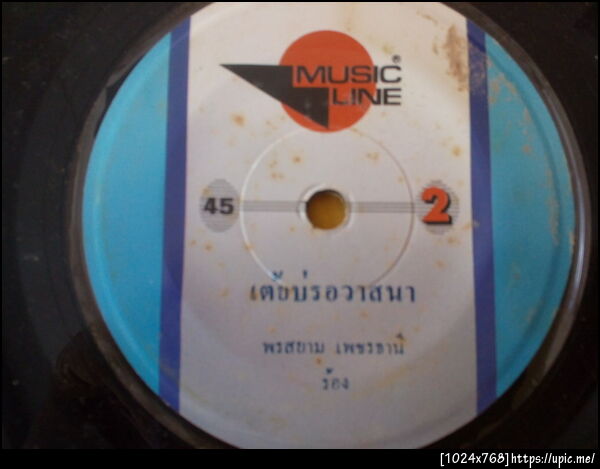 MUSIC®
LINE
45
2
เต้ยบ่รอวาสนา
พรสยาม เพชรธานี
ร้อง
[1024x768]https://upic.me/